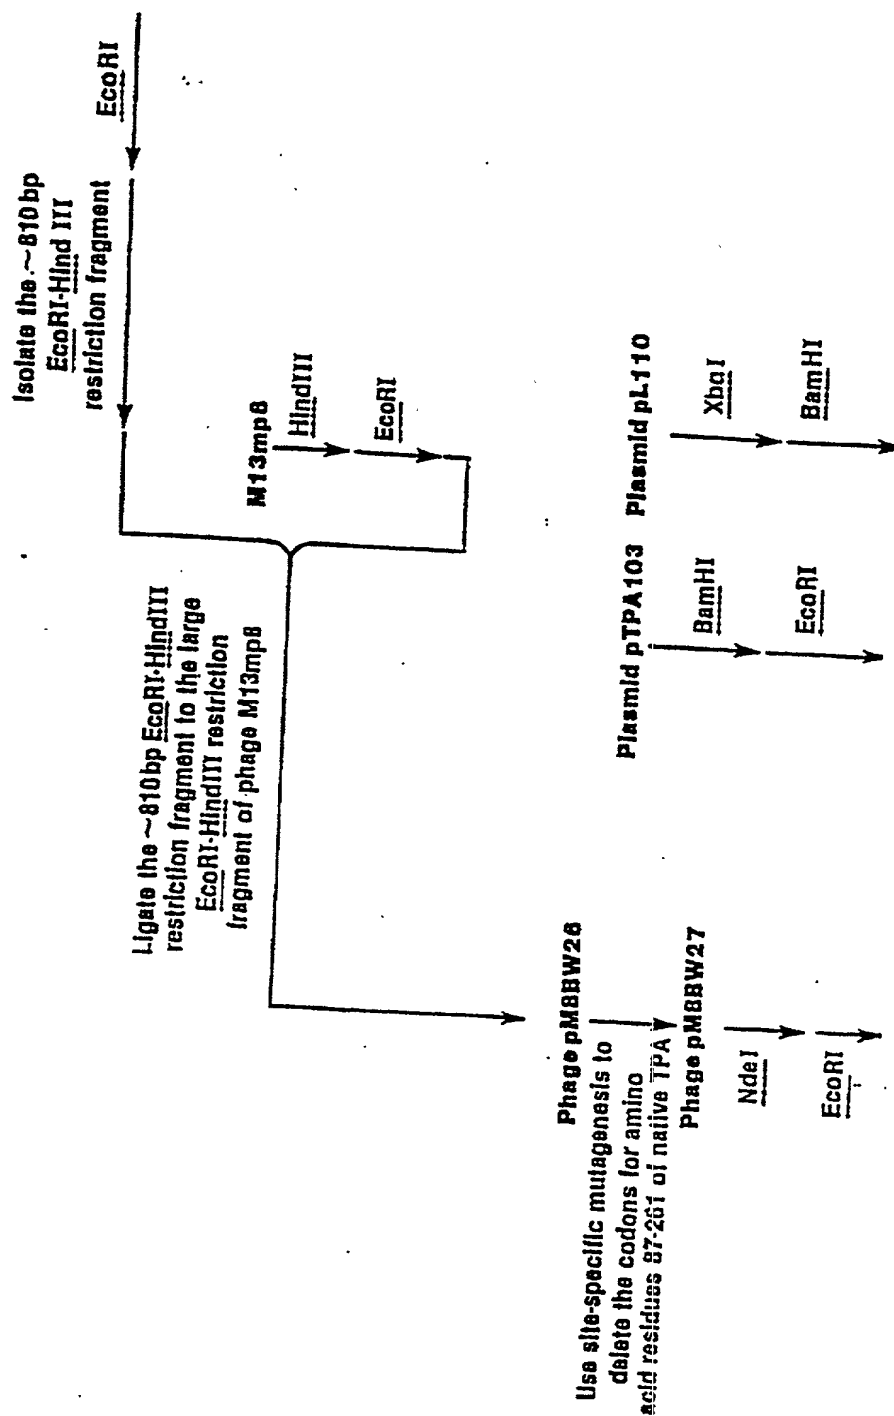 EcoRI
Isolate the ~810bp
EcoRI-Hind III
restriction fragment
M13mp8
HindIII
EcoRI
Ligate the ~810bp EcoRI-HindIII
restriction fragment to the large
EcoRI-HindIII restriction
fragment of phage M13mp8
Phage pM8BW26
Use site-specific mutagenesis to
delete the codons for amino
acid residues 87-261 of native TPA
Phage pM8BW27
NdeI
EcoRI
Plasmid pTPA103
BamHI
EcoRI
Plasmid pL110
XbaI
BamHI